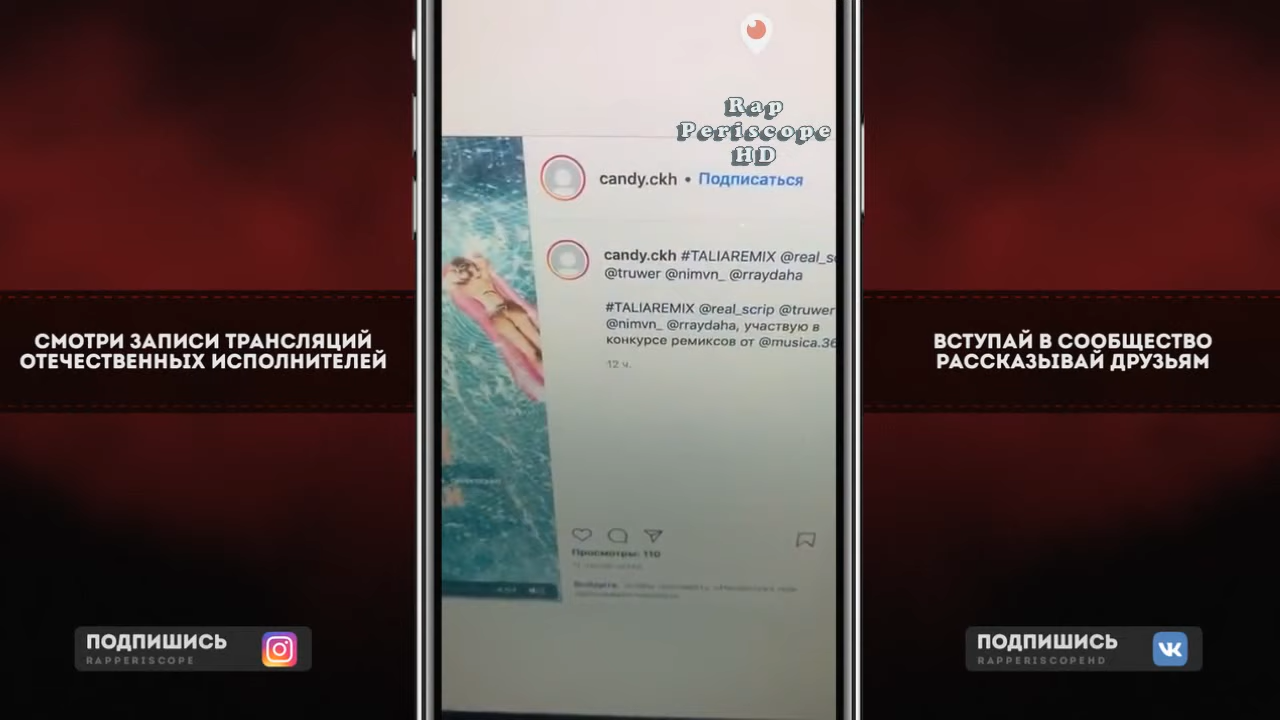 Rap
Periscope
HD
candy.ckh • Подписаться
candy.ckh #TALIAREMIX @real_sc
@truwer @nimvn_ @rraydaha
#TALIAREMIX @real_scrip @truwer
@nimvn_ @rraydaha, участвую в
конкурсе ремиксов от @musica.36
12 ч.
Просмотры: 110
СМОТРИ ЗАПИСИ ТРАНСЛЯЦИЙ
ОТЕЧЕСТВЕННЫХ ИСПОЛНИТЕЛЕЙ
ВСТУПАЙ В СООБЩЕСТВО
РАССКАЗЫВАЙ ДРУЗЬЯМ
ПОДПИШИСЬ
RAPPERISCOPE
ПОДПИШИСЬ
RAPPERISCOPEHD